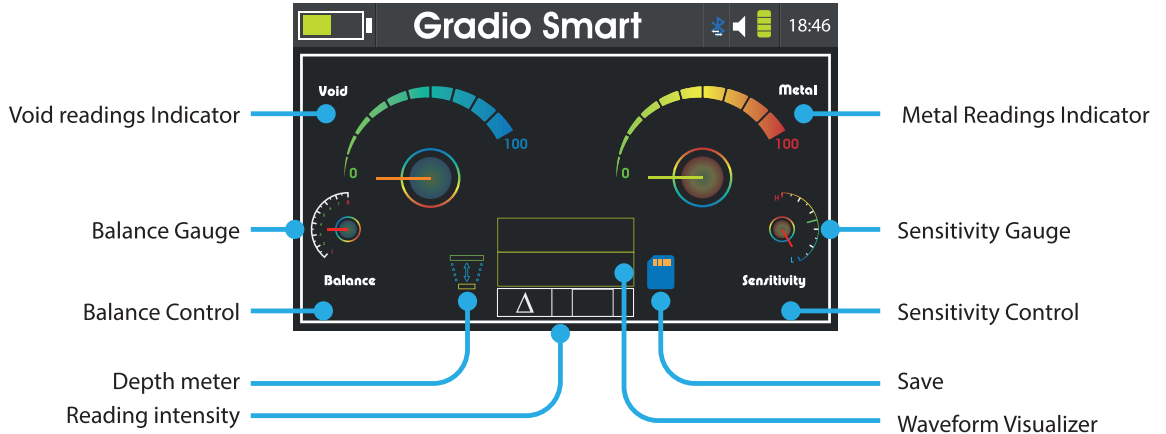 Gradio Smart
18:46
Void
Metal
Void readings Indicator
Metal Readings Indicator
100
100
0
0
H
Balance Gauge
Sensitivity Gauge
L
Balance
Sensitivity
Δ
Balance Control
Sensitivity Control
Depth meter
Save
Reading intensity
Waveform Visualizer